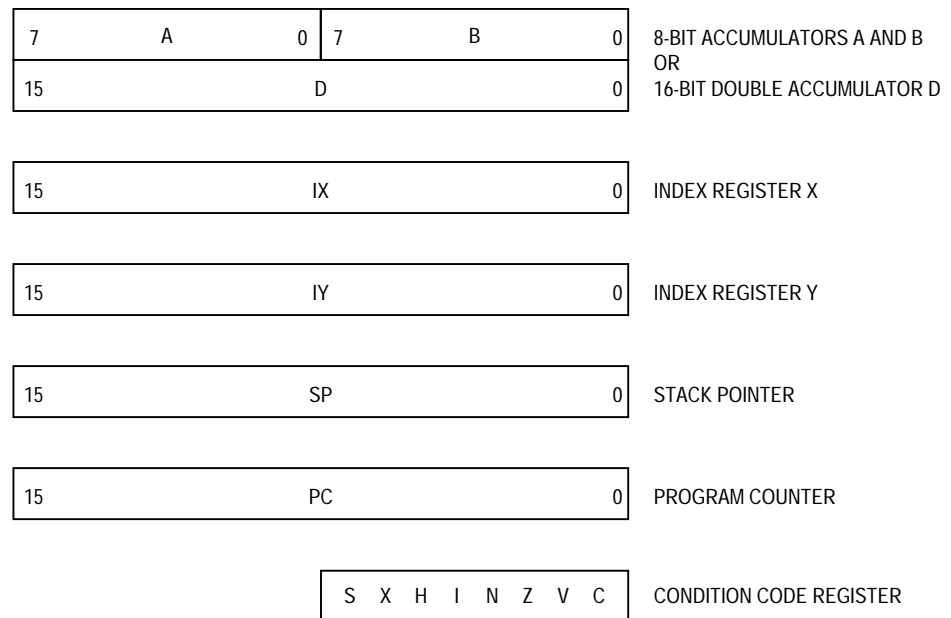 7 A 0 7 B 0 8-BIT ACCUMULATORS A AND B
OR
15 D 0 16-BIT DOUBLE ACCUMULATOR D
15 IX 0 INDEX REGISTER X
15 IY 0 INDEX REGISTER Y
15 SP 0 STACK POINTER
15 PC 0 PROGRAM COUNTER
S X H I N Z V C CONDITION CODE REGISTER